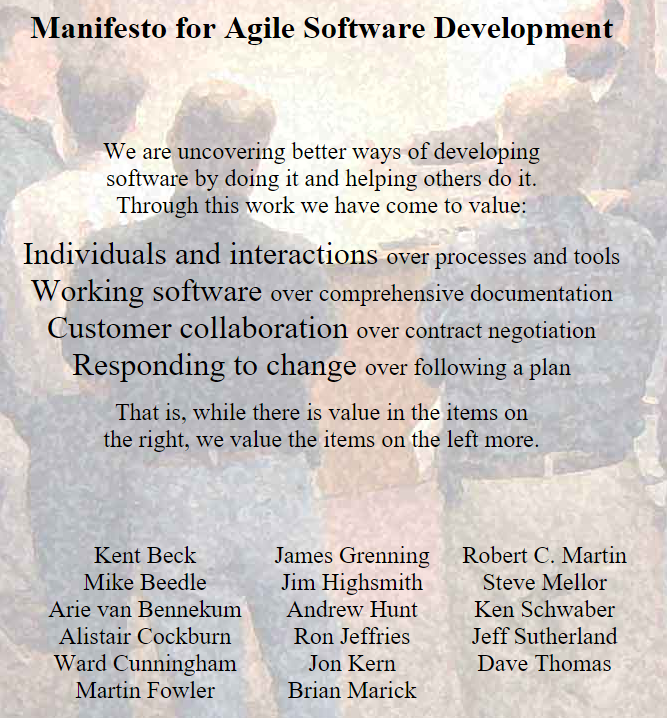 Manifesto for Agile Software Development
We are uncovering better ways of developing
software by doing it and helping others do it.
Through this work we have come to value:
Individuals and interactions over processes and tools
Working software over comprehensive documentation
Customer collaboration over contract negotiation
Responding to change over following a plan
That is, while there is value in the items on
the right, we value the items on the left more.
Kent Beck
Mike Beedle
Arie van Bennekum
Alistair Cockburn
Ward Cunningham
Martin Fowler
James Grenning
Jim Highsmith
Andrew Hunt
Ron Jeffries
Jon Kern
Brian Marick
Robert C. Martin
Steve Mellor
Ken Schwaber
Jeff Sutherland
Dave Thomas